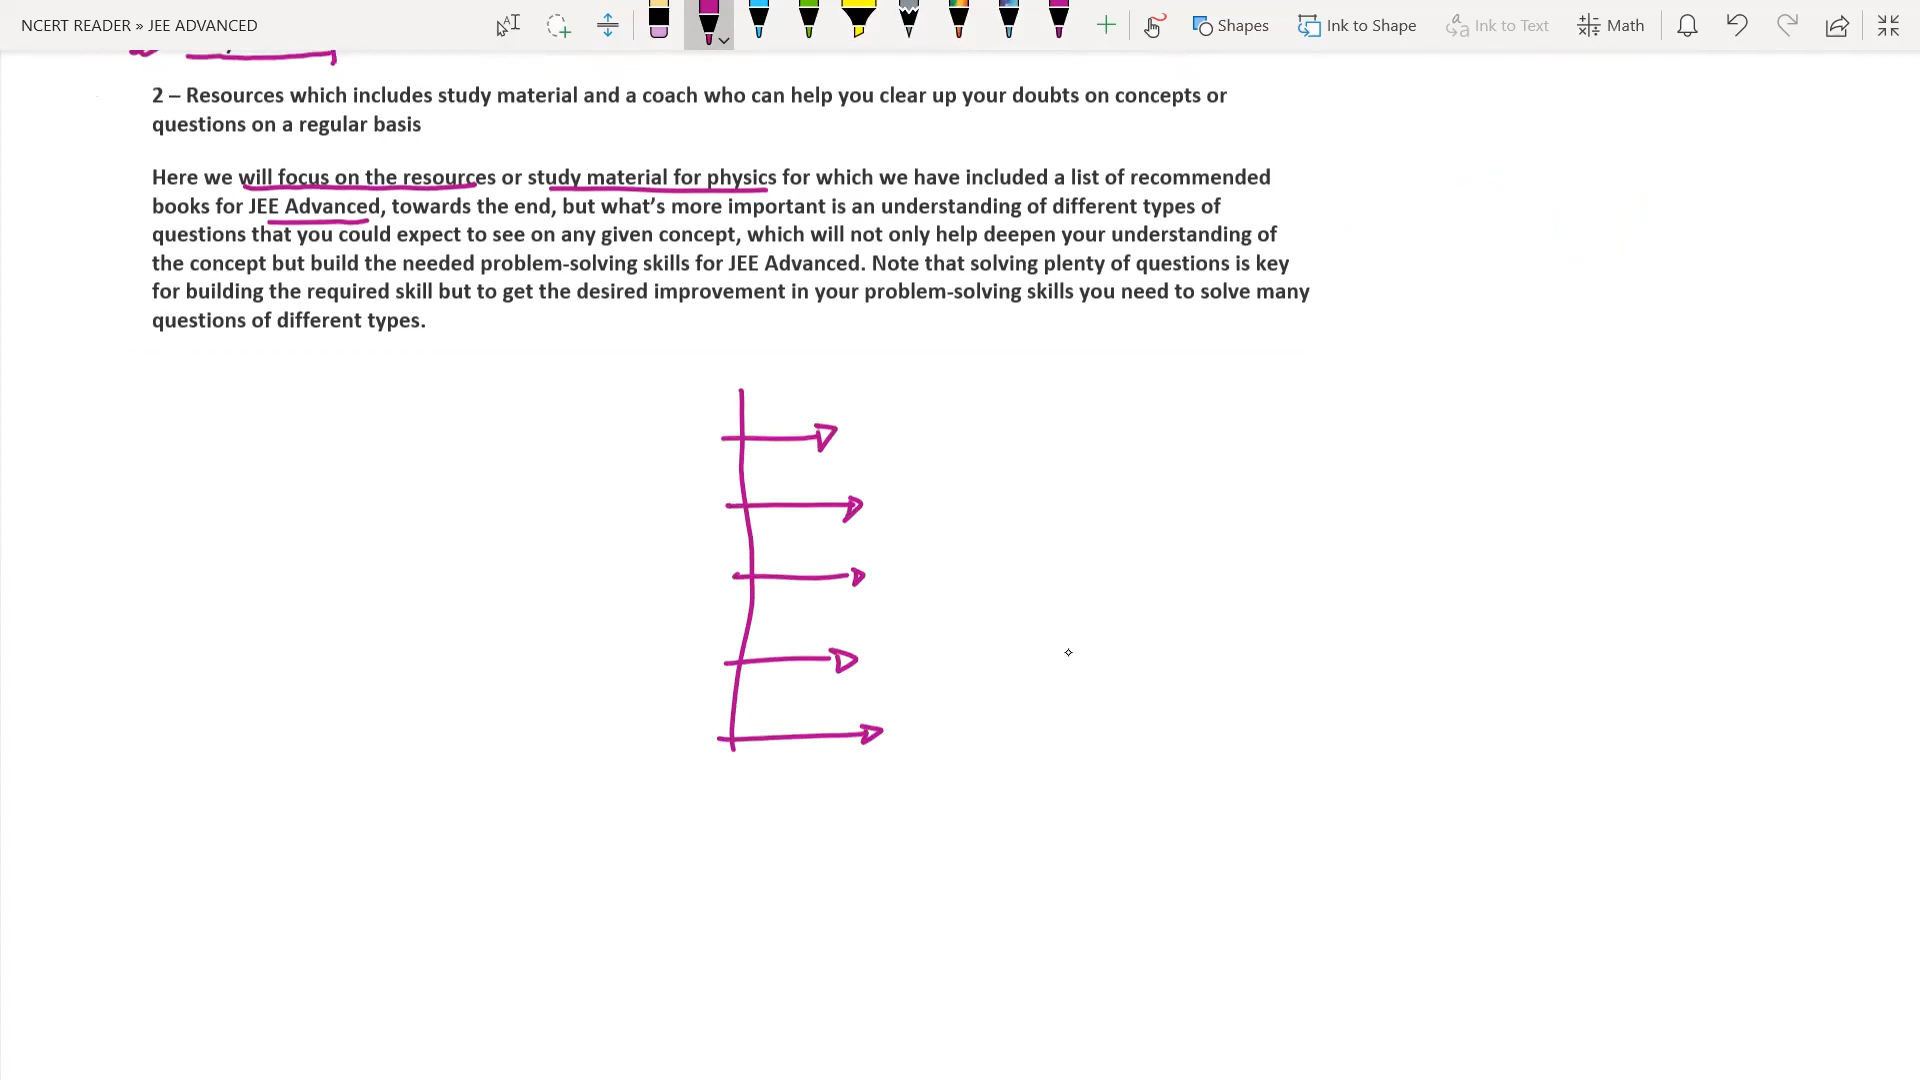 NCERT READER » JEE ADVANCED
Shapes
Ink to Shape
Ink to Text
Math
2 – Resources which includes study material and a coach who can help you clear up your doubts on concepts or
questions on a regular basis
Here we will focus on the resources or study material for physics for which we have included a list of recommended
books for JEE Advanced, towards the end, but what’s more important is an understanding of different types of
questions that you could expect to see on any given concept, which will not only help deepen your understanding of
the concept but build the needed problem-solving skills for JEE Advanced. Note that solving plenty of questions is key
for building the required skill but to get the desired improvement in your problem-solving skills you need to solve many
questions of different types.